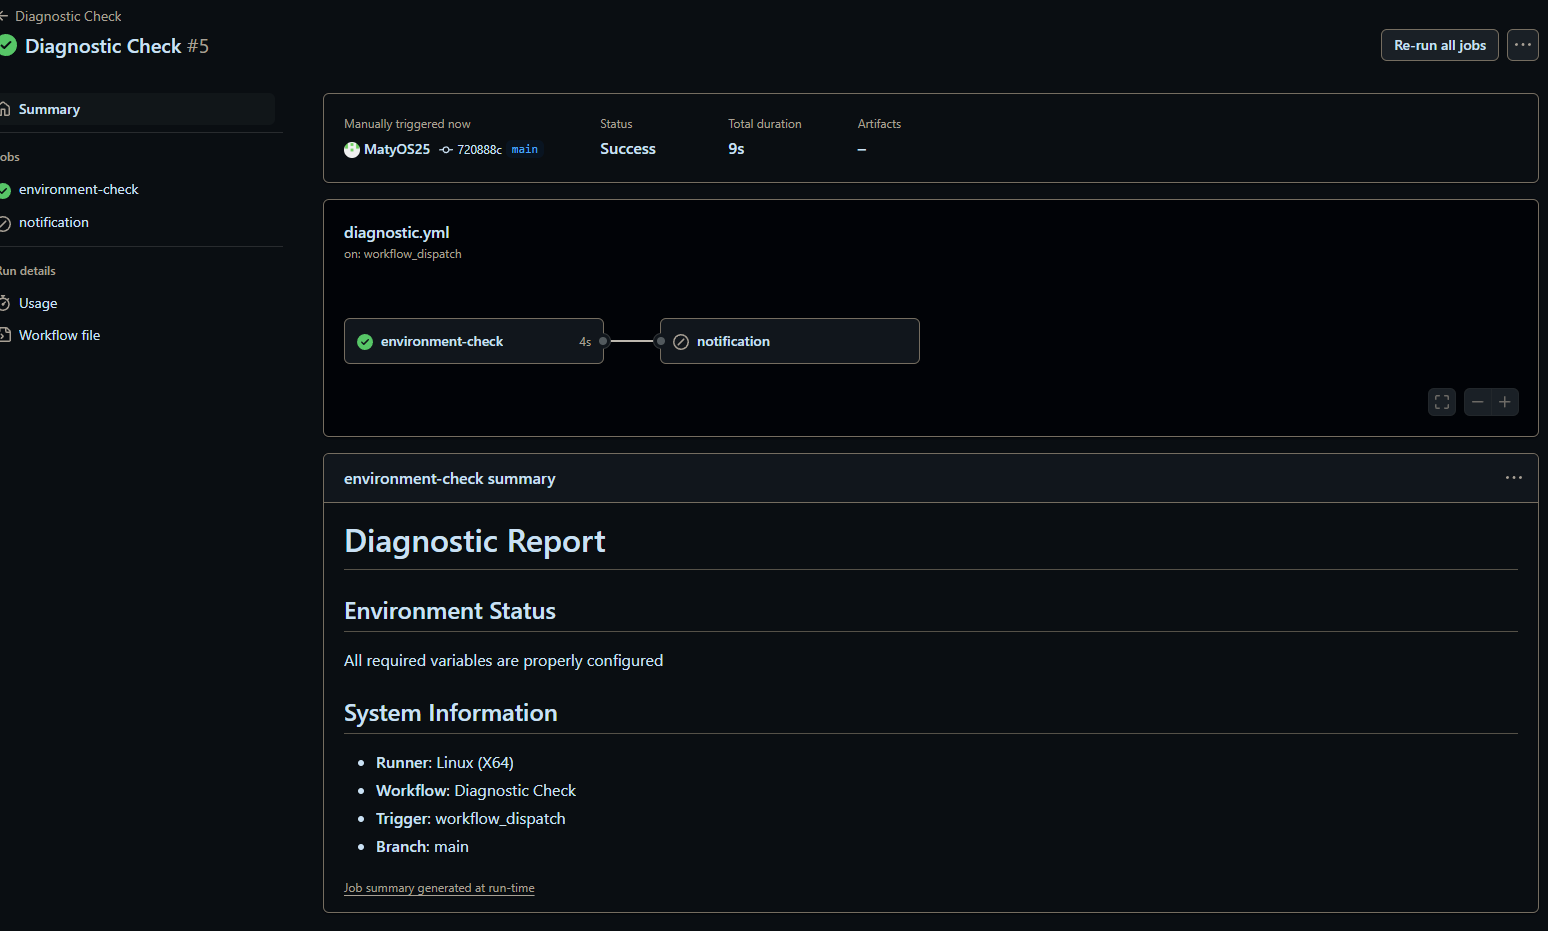 Diagnostic Check
Diagnostic Check #5
Re-run all jobs
Summary
obs
environment-check
notification
Run details
Usage
Workflow file
Manually triggered now
MatyOS25 720888c main
Status
Success
Total duration
9s
Artifacts
–
diagnostic.yml
on: workflow_dispatch
environment-check 4s
notification
environment-check summary
Diagnostic Report
Environment Status
All required variables are properly configured
System Information
Runner: Linux (X64)
Workflow: Diagnostic Check
Trigger: workflow_dispatch
Branch: main
Job summary generated at run-time